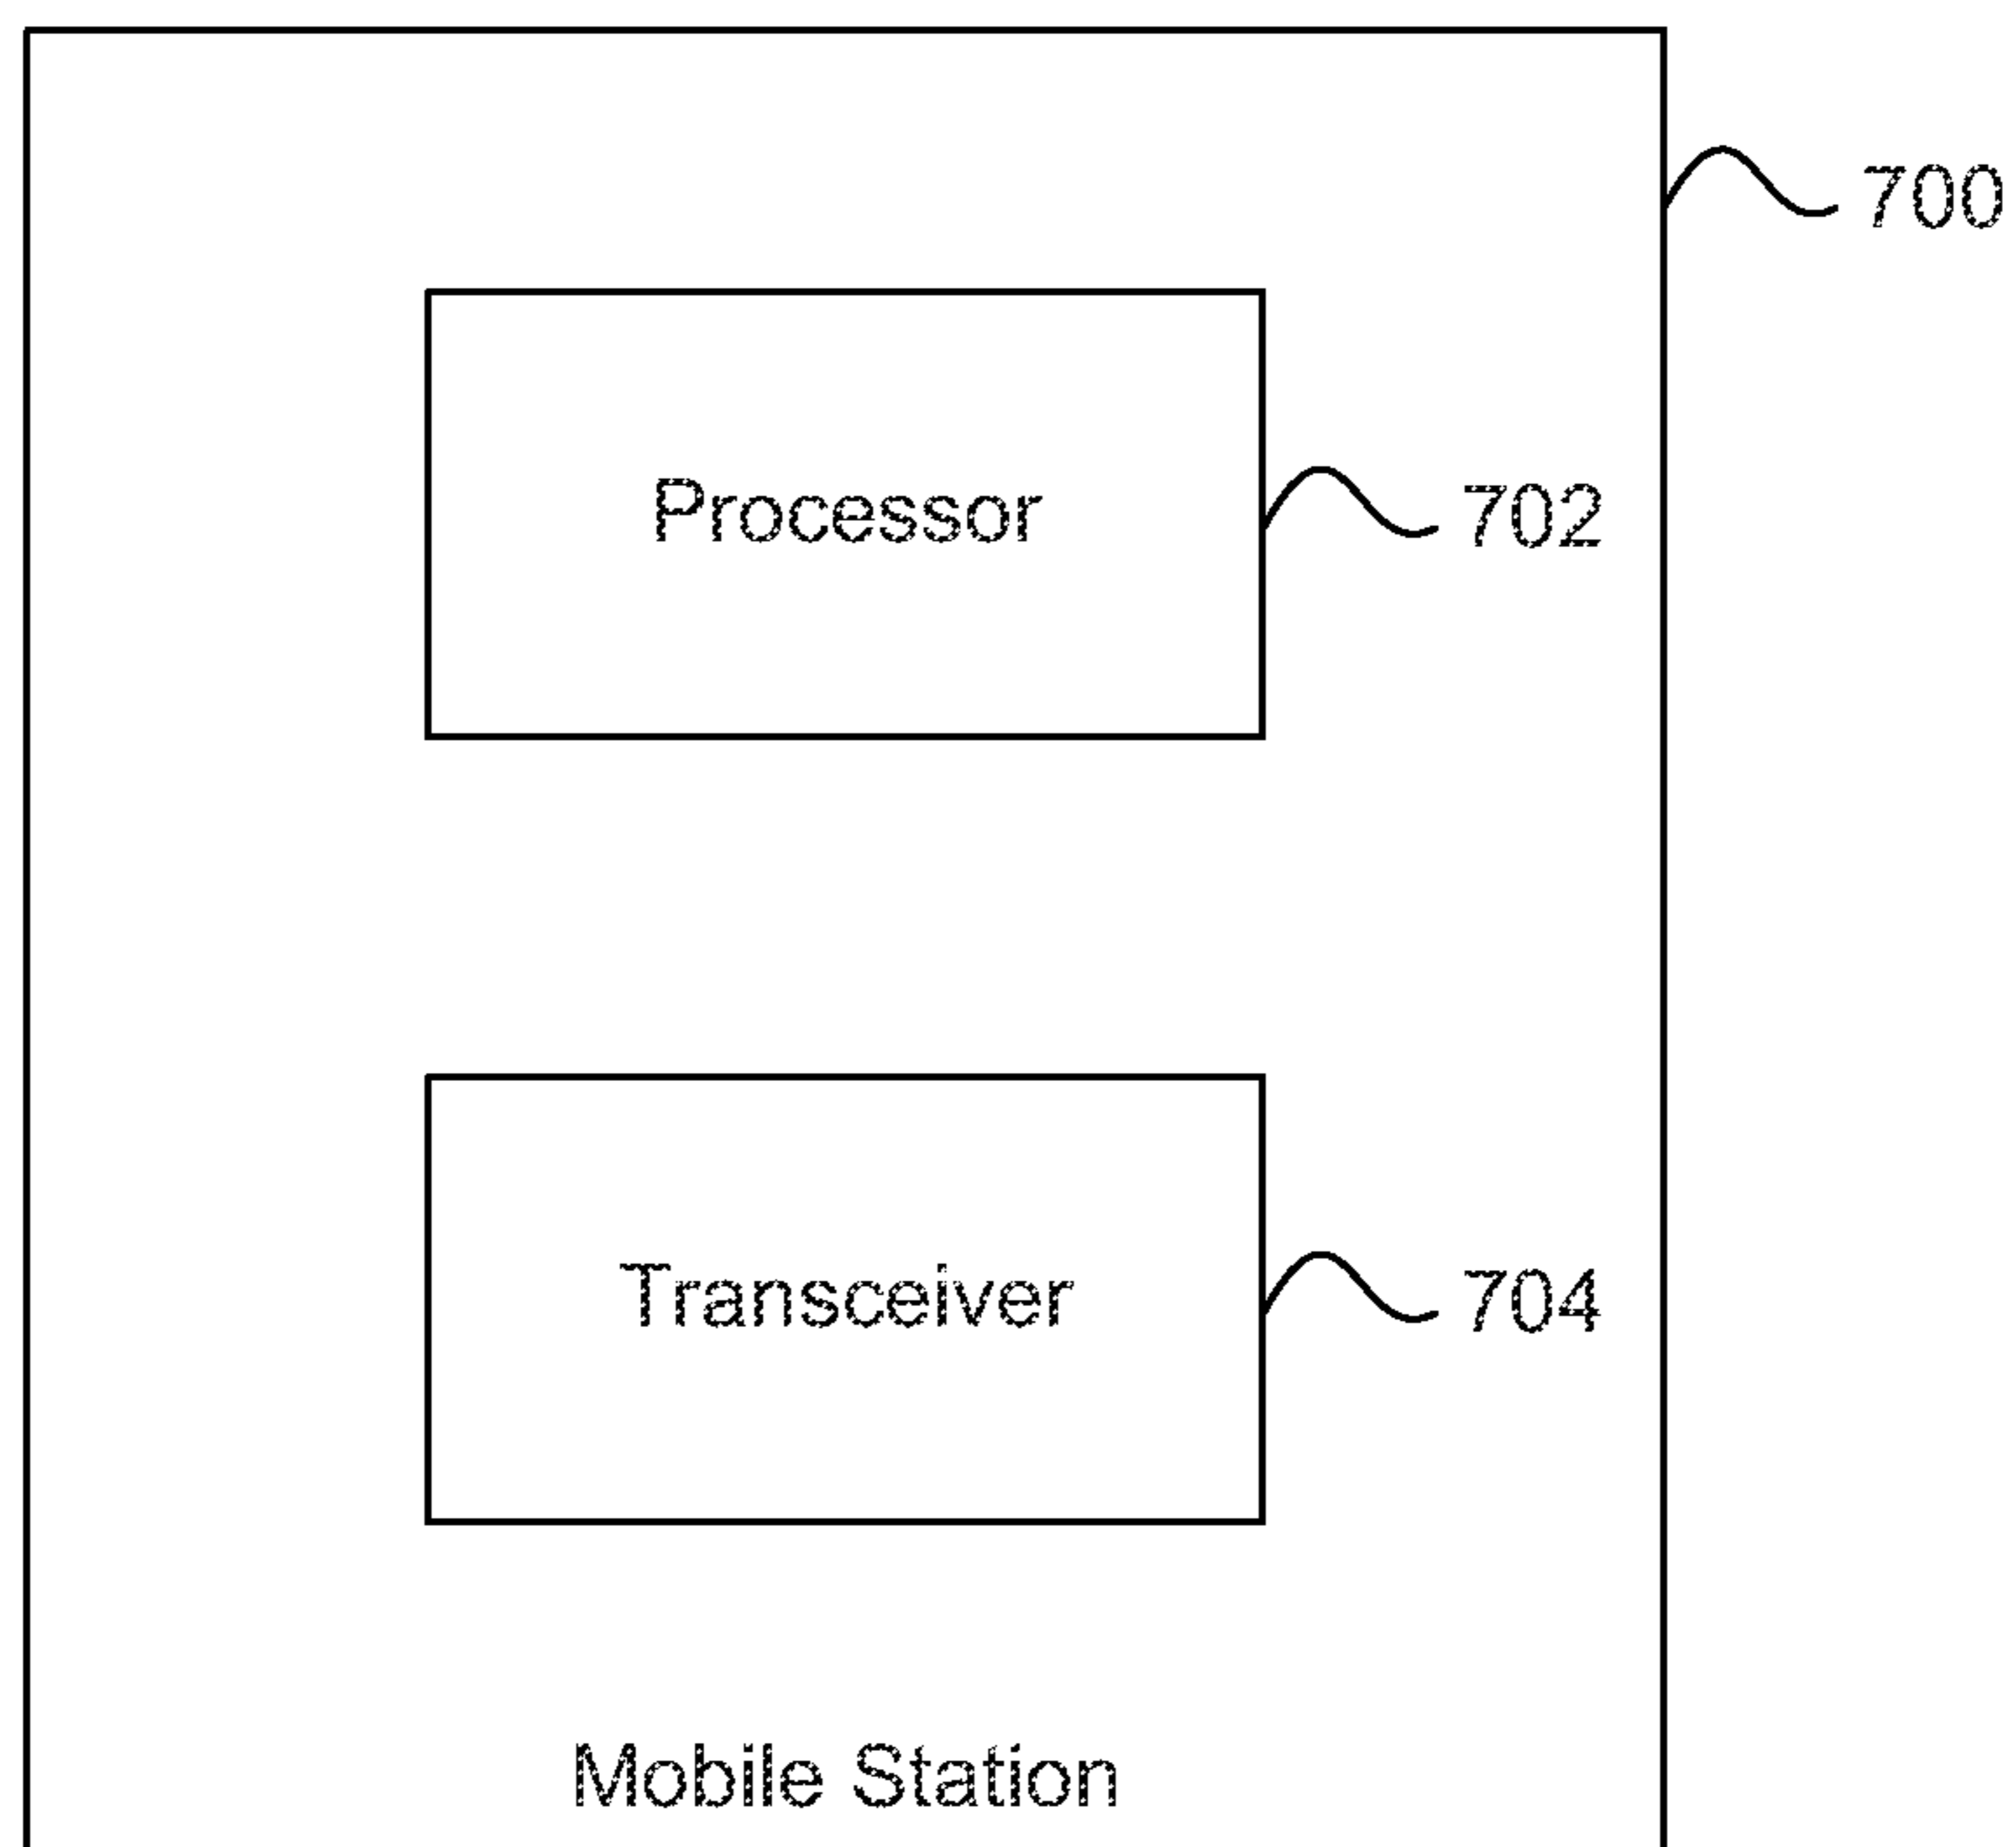 700
Processor
702
Transceiver
704
Mobile Station